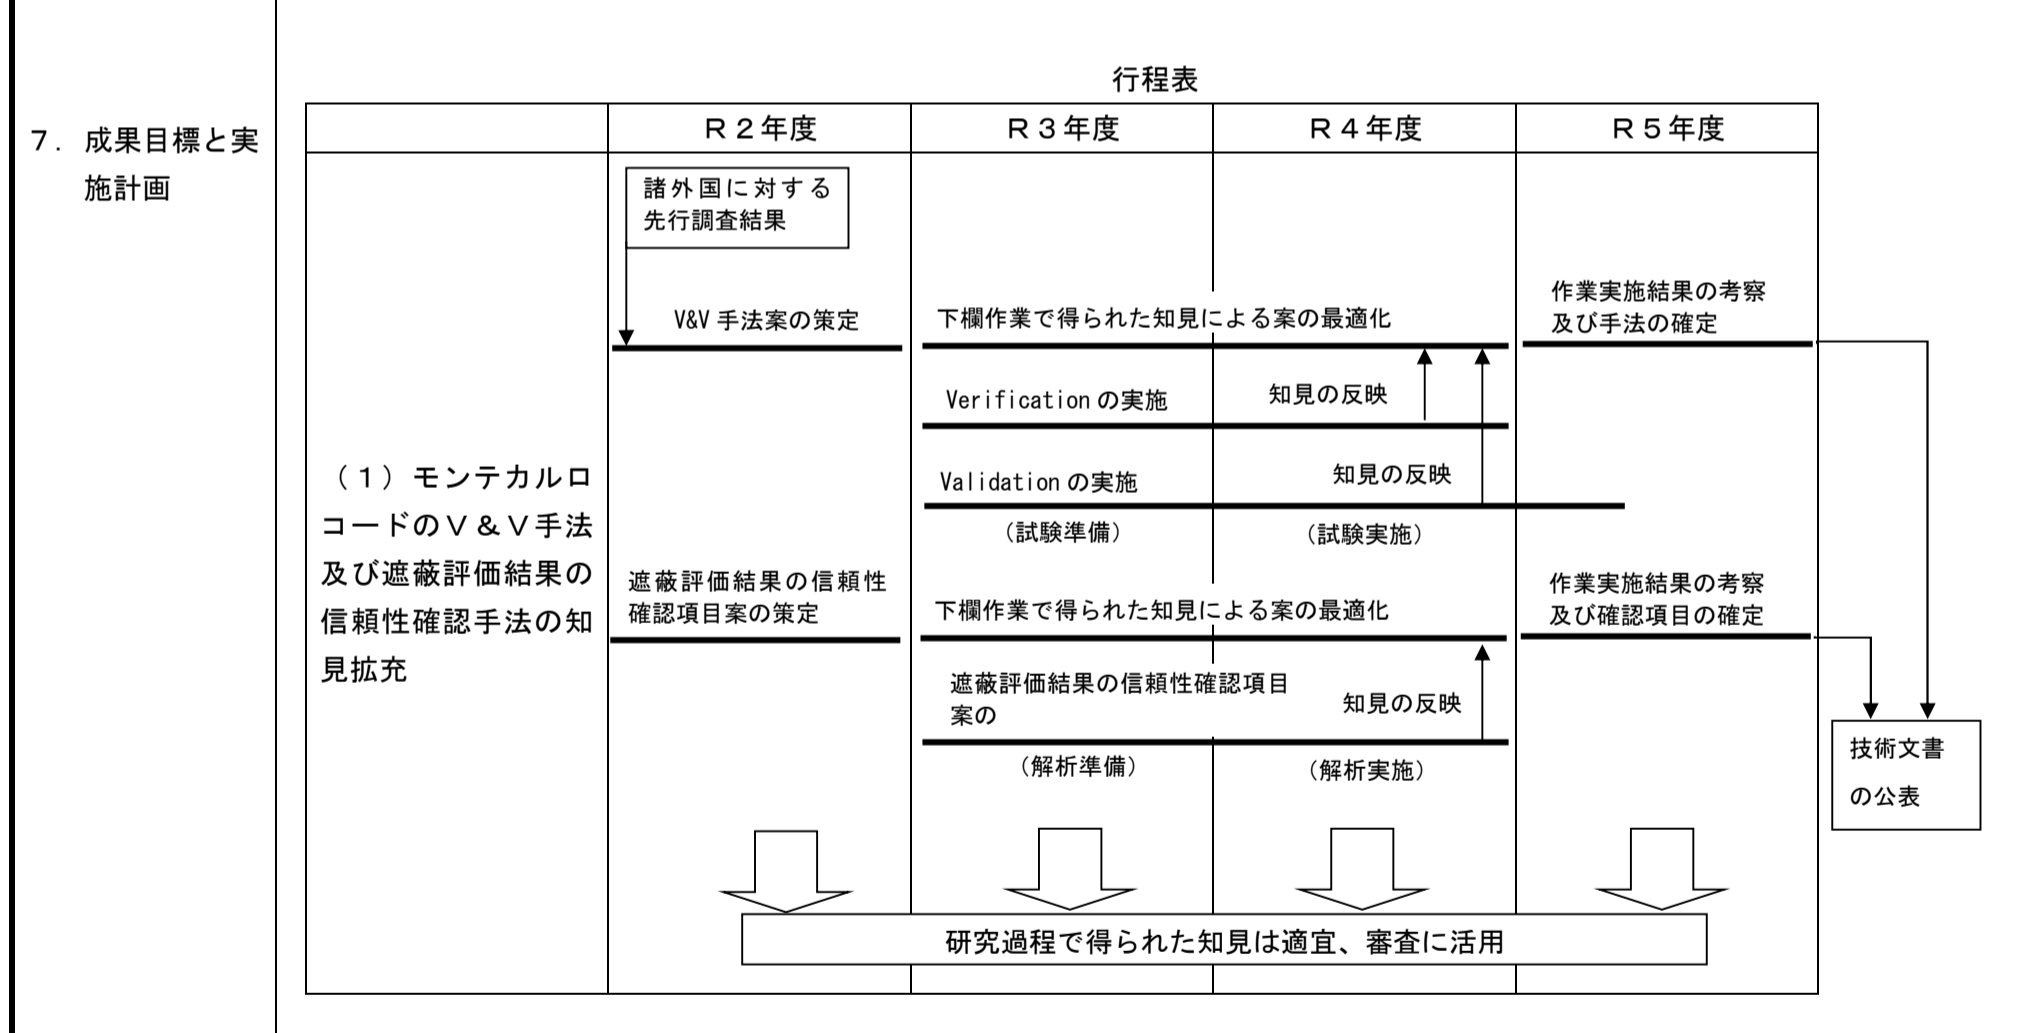 行程表
7. 成果目標と実
施計画
R2年度
R3年度
R4年度
R5年度
(1)モンテカルロ
コードのV&V手法
及び遮蔽評価結果の
信頼性確認手法の知
見拡充
諸外国に対する
先行調査結果
V&V 手法案の策定
下欄作業で得られた知見による案の最適化
作業実施結果の考察
及び手法の確定
Verification の実施
知見の反映
Validation の実施
知見の反映
(試験準備)
(試験実施)
遮蔽評価結果の信頼性
確認項目案の策定
下欄作業で得られた知見による案の最適化
作業実施結果の考察
及び確認項目の確定
遮蔽評価結果の信頼性確認項目
案の
知見の反映
(解析準備)
(解析実施)
技術文書
の公表
研究過程で得られた知見は適宜、審査に活用